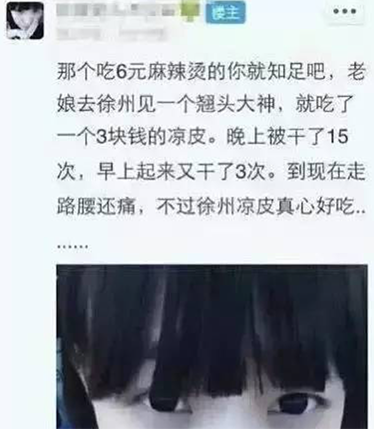 楼主
那个吃6元麻辣烫的你就知足吧，老
娘去徐州见一个翘头大神，就吃了
一个3块钱的凉皮。晚上被干了15
次，早上起来又干了3次。到现在走
路腰还痛，不过徐州凉皮真心好吃..
......